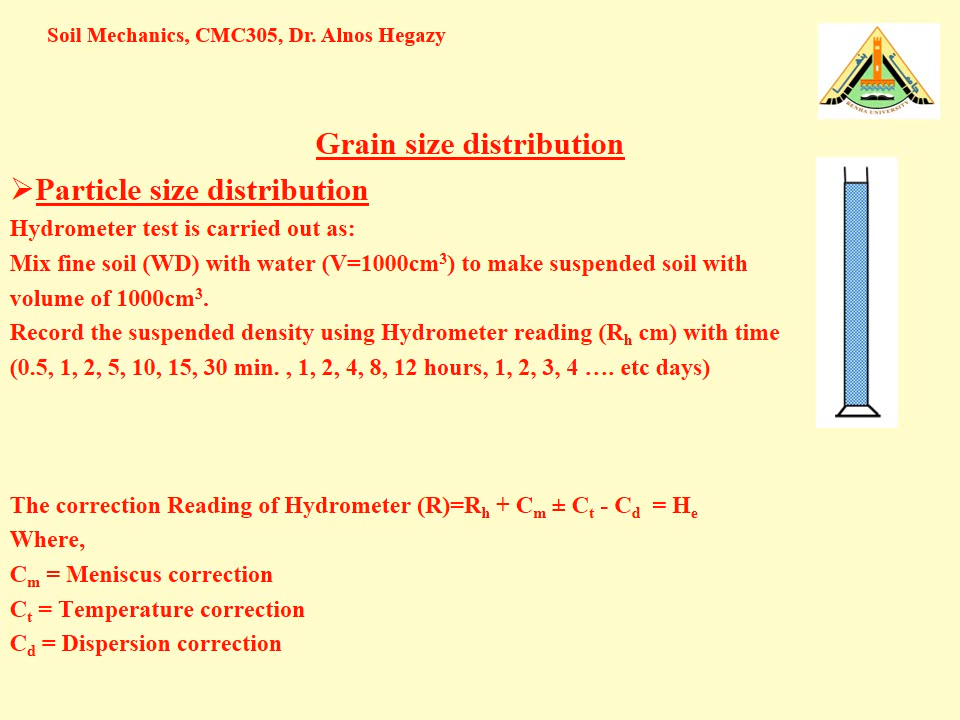 Soil Mechanics, CMC305, Dr. Alnos Hegazy
BENHA UNIVERSITY
Grain size distribution
➢Particle size distribution
Hydrometer test is carried out as:
Mix fine soil (WD) with water (V=1000cm³) to make suspended soil with
volume of 1000cm³.
Record the suspended density using Hydrometer reading (Rₕ cm) with time
(0.5, 1, 2, 5, 10, 15, 30 min. , 1, 2, 4, 8, 12 hours, 1, 2, 3, 4 …. etc days)
The correction Reading of Hydrometer (R)=Rₕ + Cₘ ± Cₜ - C_d = Hₑ
Where,
Cₘ = Meniscus correction
Cₜ = Temperature correction
C_d = Dispersion correction